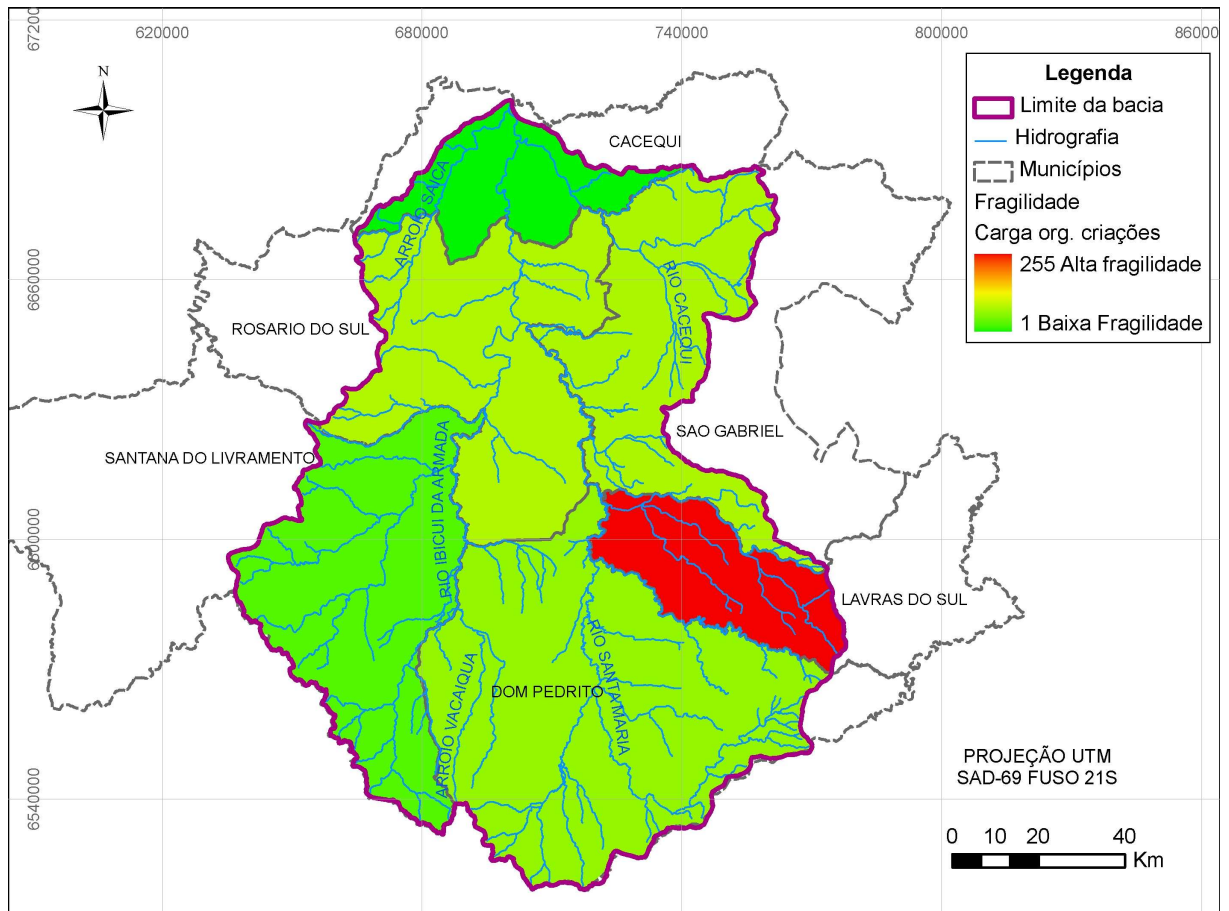 620000
680000
740000
800000
86000
67200
6660000
6600000
6540000
N
CACEQUI
ARROIO SAICA
RIO CACEQUI
ROSARIO DO SUL
SAO GABRIEL
SANTANA DO LIVRAMENTO
RIO IBICUI DA ARMADA
LAVRAS DO SUL
RIO SANTA MARIA
DOM PEDRITO
ARROIO VACAIQUA
Legenda
Limite da bacia
Hidrografia
Municípios
Fragilidade
Carga org. criações
255 Alta fragilidade
1 Baixa Fragilidade
PROJEÇÃO UTM
SAD-69 FUSO 21S
0 10 20 40
Km